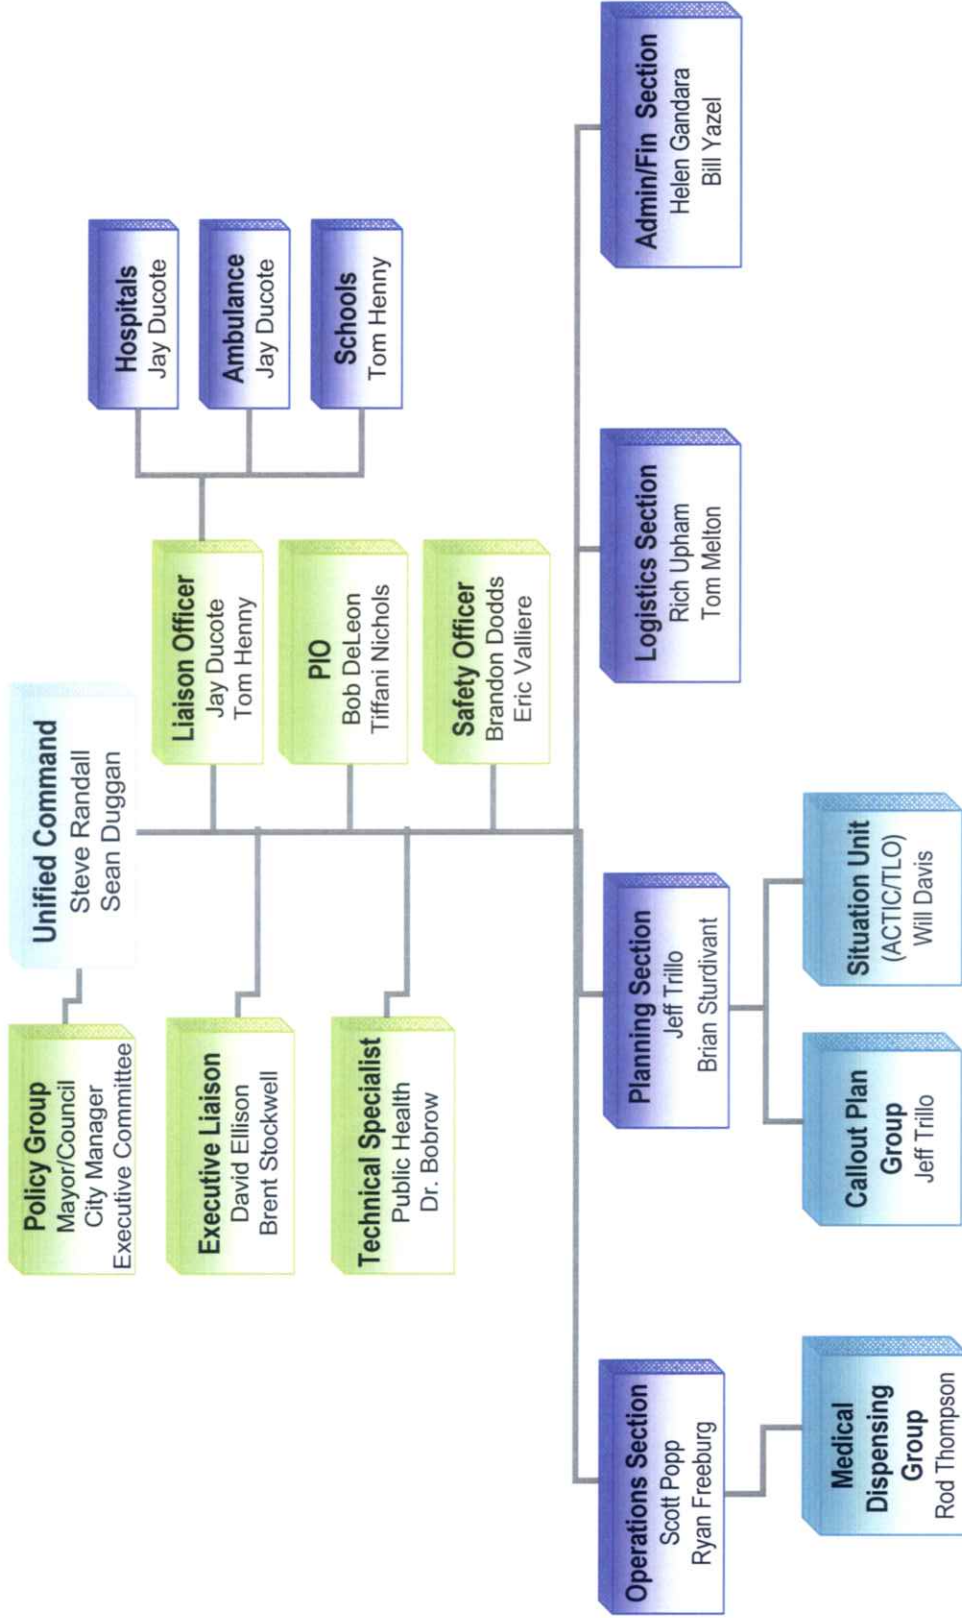 Unified Command
Steve Randall
Sean Duggan
Policy Group
Mayor/Council
City Manager
Executive Committee
Executive Liaison
David Ellison
Brent Stockwell
Technical Specialist
Public Health
Dr. Bobrow
Liaison Officer
Jay Ducote
Tom Henny
PIO
Bob DeLeon
Tiffani Nichols
Safety Officer
Brandon Dodds
Eric Valliere
Hospitals
Jay Ducote
Ambulance
Jay Ducote
Schools
Tom Henny
Operations Section
Scott Popp
Ryan Freeburg
Medical
Dispensing
Group
Rod Thompson
Planning Section
Jeff Trillo
Brian Sturdivant
Callout Plan
Group
Jeff Trillo
Situation Unit
(ACTIC/TLO)
Will Davis
Logistics Section
Rich Upham
Tom Melton
Admin/Fin Section
Helen Gandara
Bill Yazel